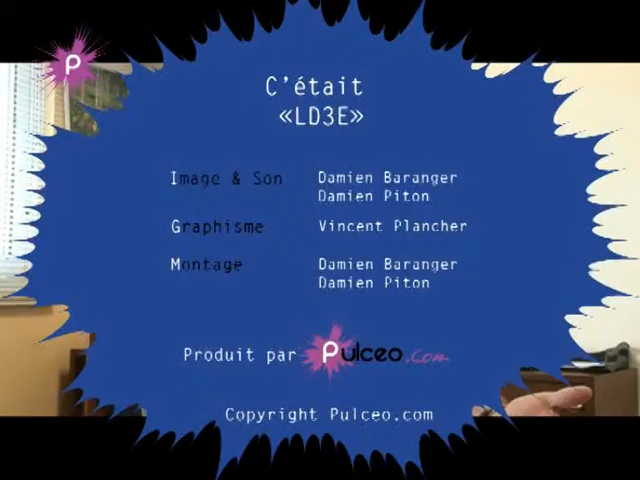 P
C'était
«LD3E»
Image & Son Damien Baranger
Damien Piton
Graphisme Vincent Plancher
Montage Damien Baranger
Damien Piton
Produit par Pulceo.com
Copyright Pulceo.com